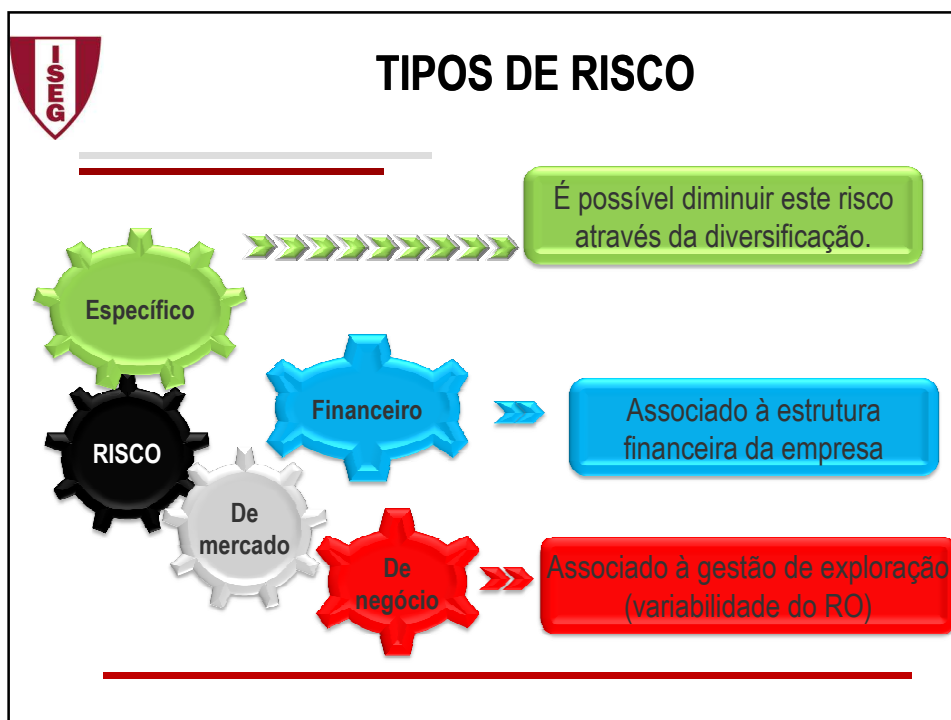 ISEG
TIPOS DE RISCO
É possível diminuir este risco
através da diversificação.
Específico
Financeiro
Associado à estrutura
financeira da empresa
RISCO
De
mercado
De
negócio
Associado à gestão de exploração
(variabilidade do RO)